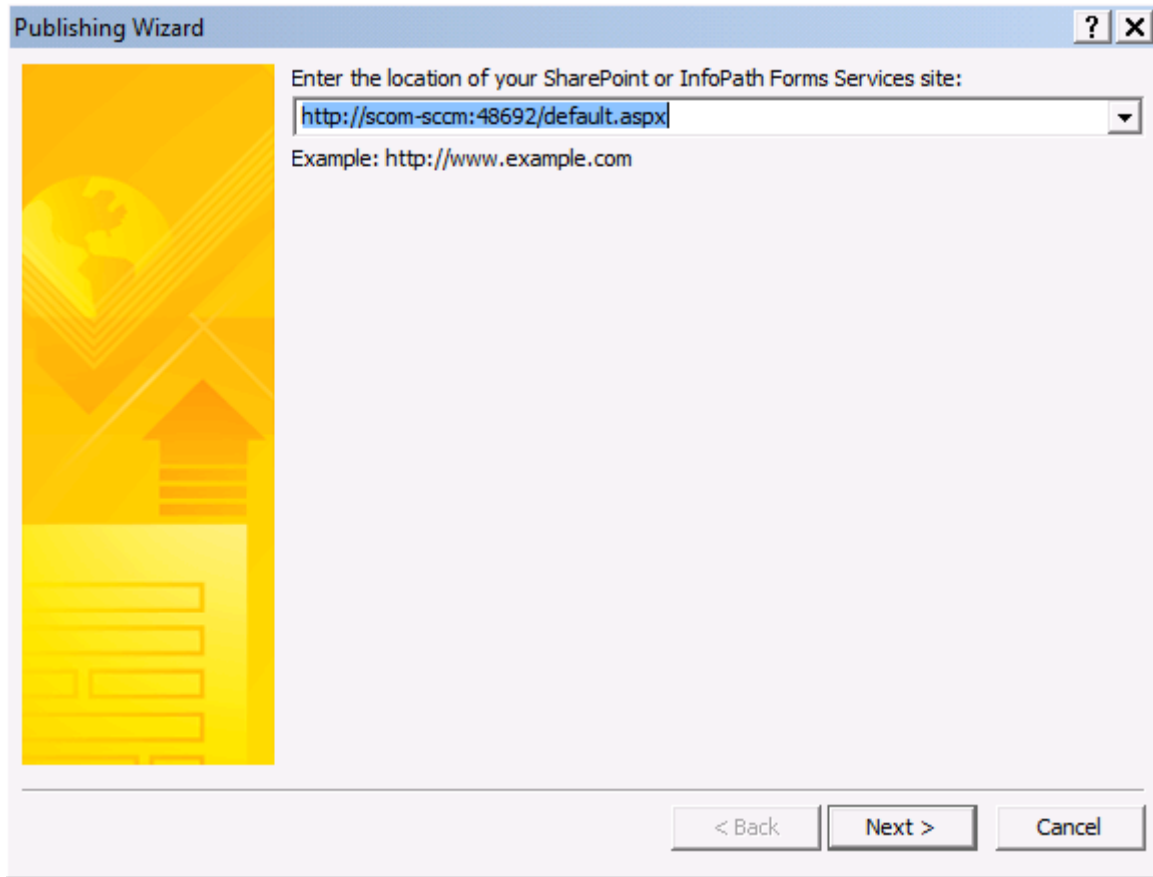 Publishing Wizard
Enter the location of your SharePoint or InfoPath Forms Services site:
http://scom-sccm:48692/default.aspx
Example: http://www.example.com
< Back
Next >
Cancel